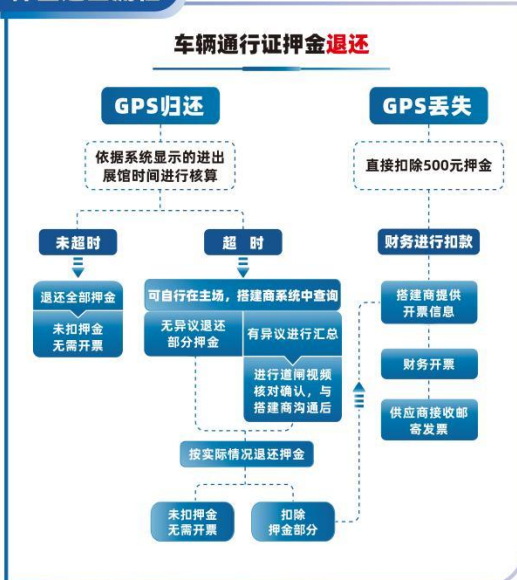 车辆通行证押金退还
GPS归还
GPS丢失
依据系统显示的进出
展馆时间进行核算
直接扣除500元押金
未超时
超 时
财务进行扣款
退还全部押金
未扣押金
无需开票
可自行在主场，搭建商系统中查询
无异议退还
部分押金
有异议进行汇总
进行道闸视频
核对确认，与
搭建商沟通后
搭建商提供
开票信息
财务开票
供应商接收邮
寄发票
按实际情况退还押金
未扣押金
无需开票
扣除
押金部分